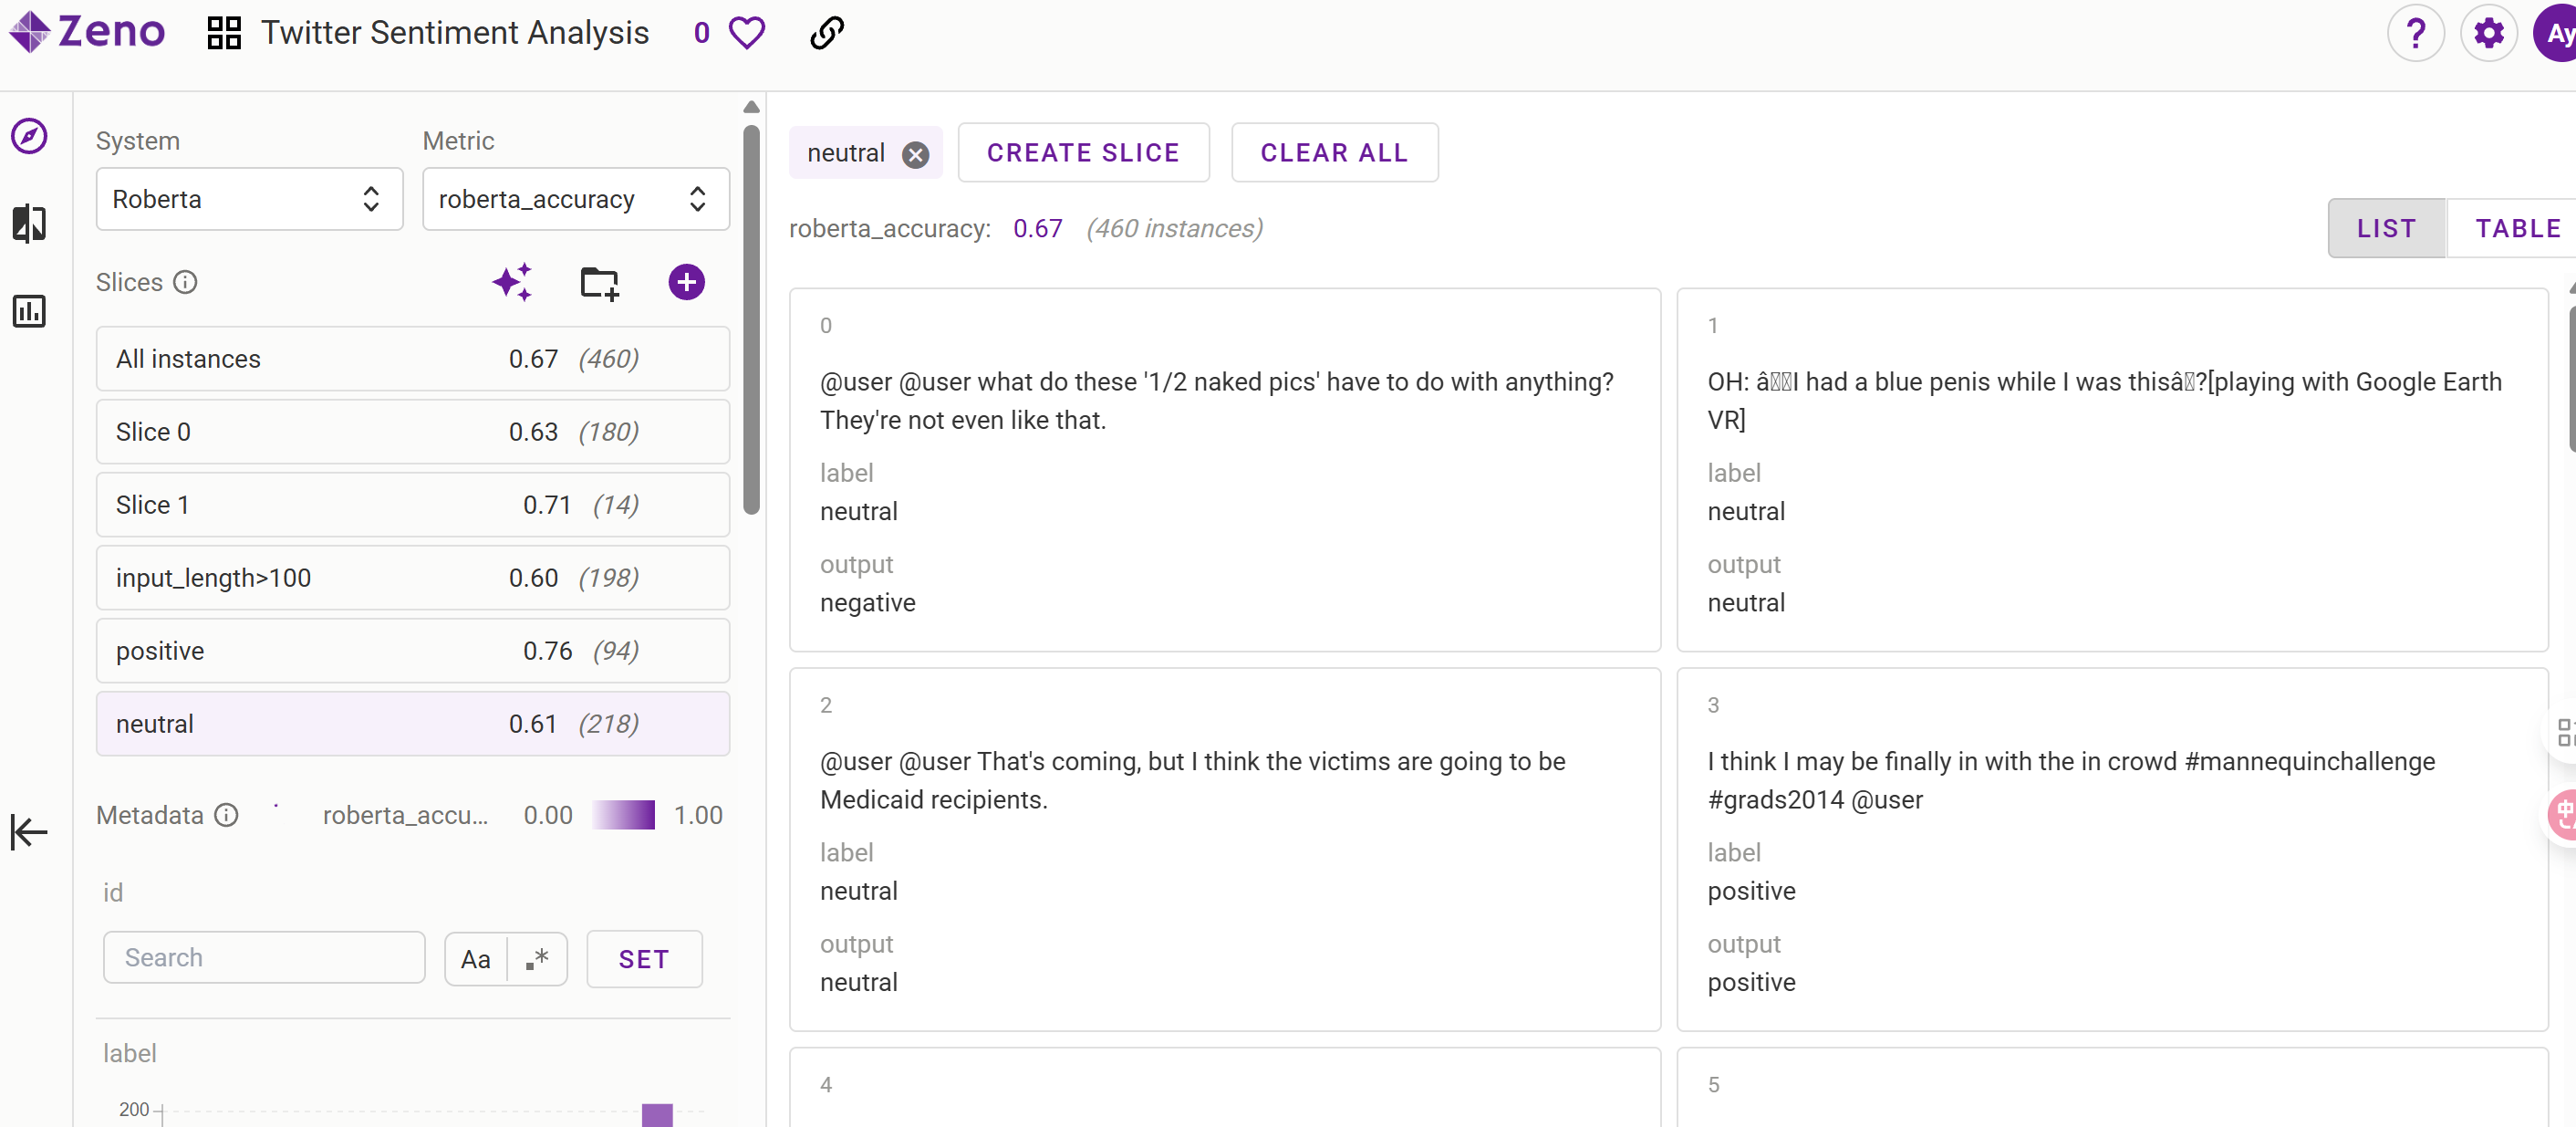 Zeno
Twitter Sentiment Analysis
0
?
Ay
System
Metric
Roberta
roberta_accuracy
Slices
All instances 0.67 (460)
Slice 0 0.63 (180)
Slice 1 0.71 (14)
input_length>100 0.60 (198)
positive 0.76 (94)
neutral 0.61 (218)
Metadata
roberta_accu... 0.00 1.00
id
Search
Aa
.*
SET
label
200
neutral
CREATE SLICE
CLEAR ALL
roberta_accuracy: 0.67 (460 instances)
LIST
TABLE
0
@user @user what do these '1/2 naked pics' have to do with anything?
They're not even like that.
label
neutral
output
negative
1
OH: â I had a blue penis while I was thisâ ?[playing with Google Earth
VR]
label
neutral
output
neutral
2
@user @user That's coming, but I think the victims are going to be
Medicaid recipients.
label
neutral
output
neutral
3
I think I may be finally in with the in crowd #mannequinchallenge
#grads2014 @user
label
positive
output
positive
4
5